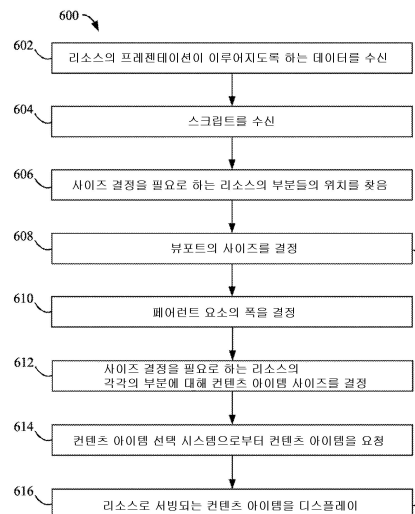 600
602
리소스의 프레젠테이션이 이루어지도록 하는 데이터를 수신
604
스크립트를 수신
606
사이즈 결정을 필요로 하는 리소스의 부분들의 위치를 찾음
608
뷰포트의 사이즈를 결정
610
페어런트 요소의 폭을 결정
612
사이즈 결정을 필요로 하는 리소스의
각각의 부분에 대해 컨텐츠 아이템 사이즈를 결정
614
컨텐츠 아이템 선택 시스템으로부터 컨텐츠 아이템을 요청
616
리소스로 서빙되는 컨텐츠 아이템을 디스플레이